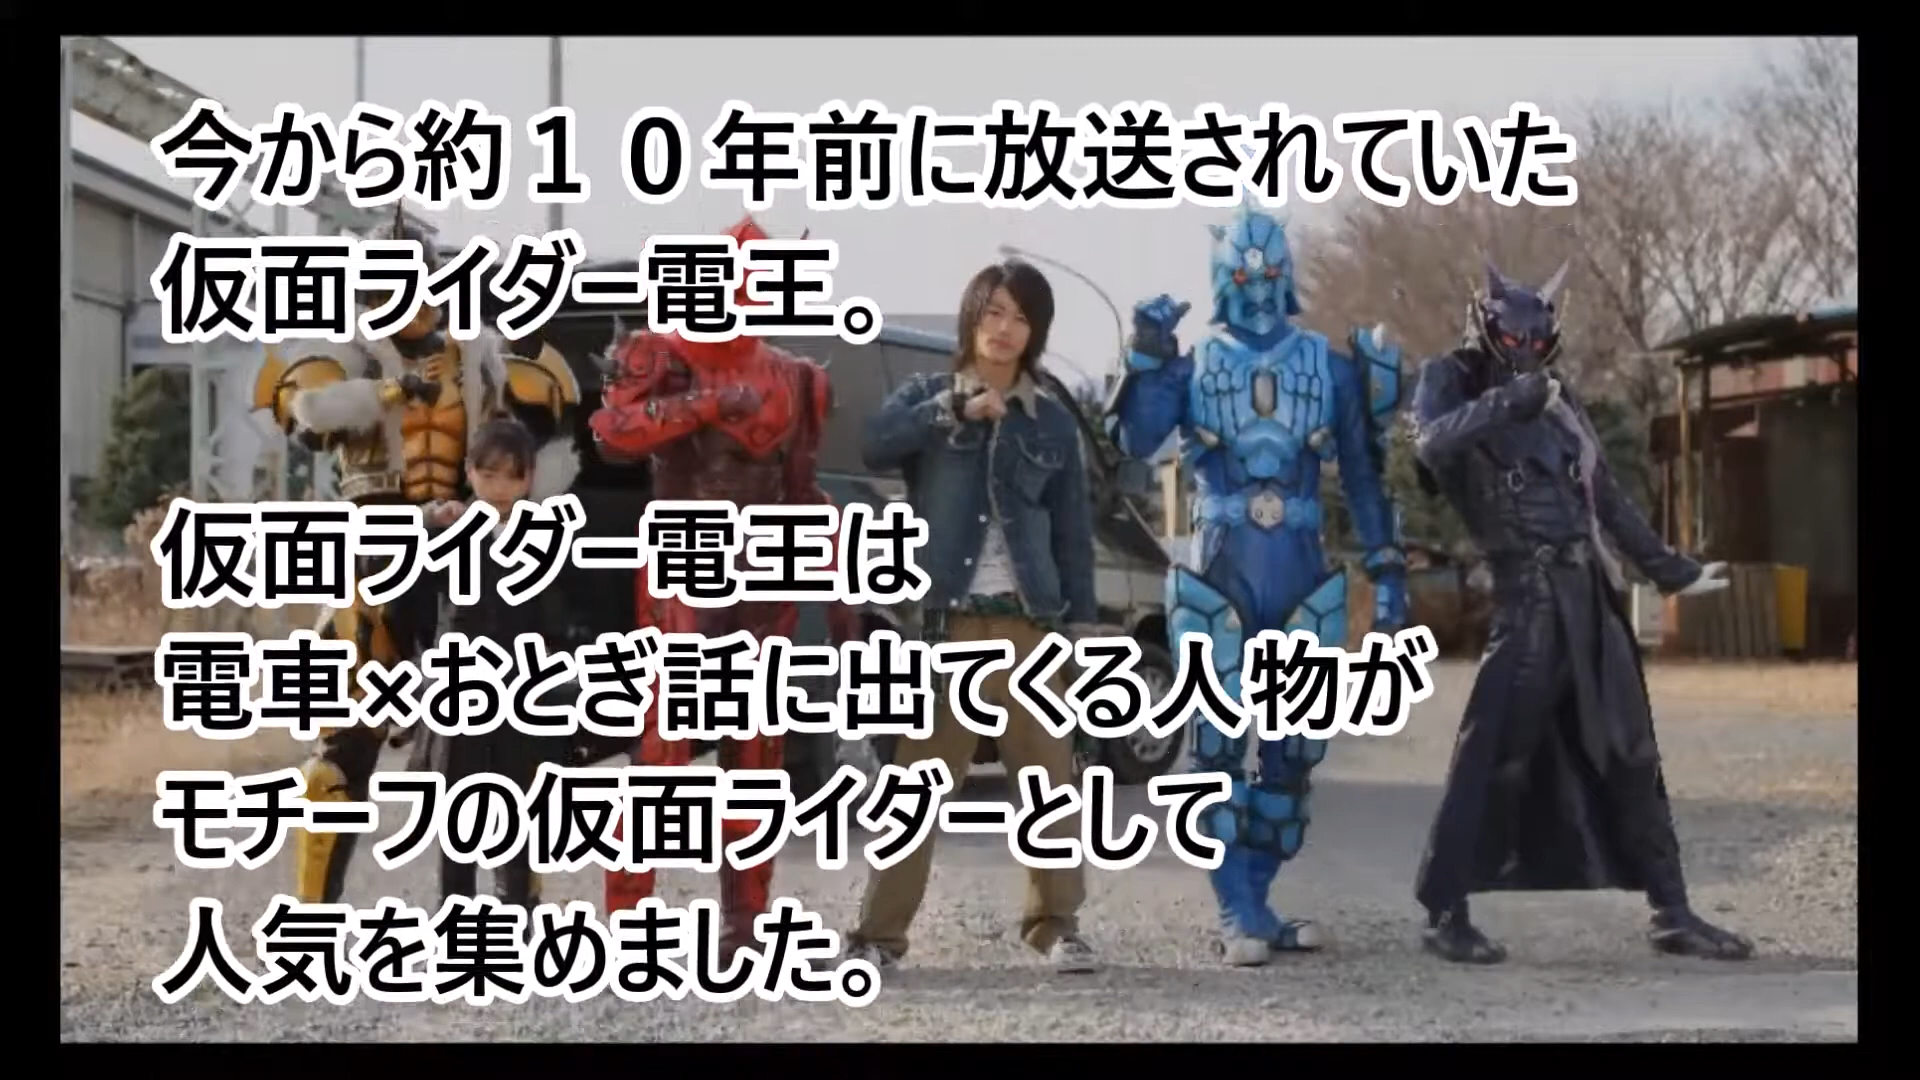 今から約１０年前に放送されていた
仮面ライダー電王。
仮面ライダー電王は
電車×おとぎ話に出てくる人物が
モチーフの仮面ライダーとして
人気を集めました。